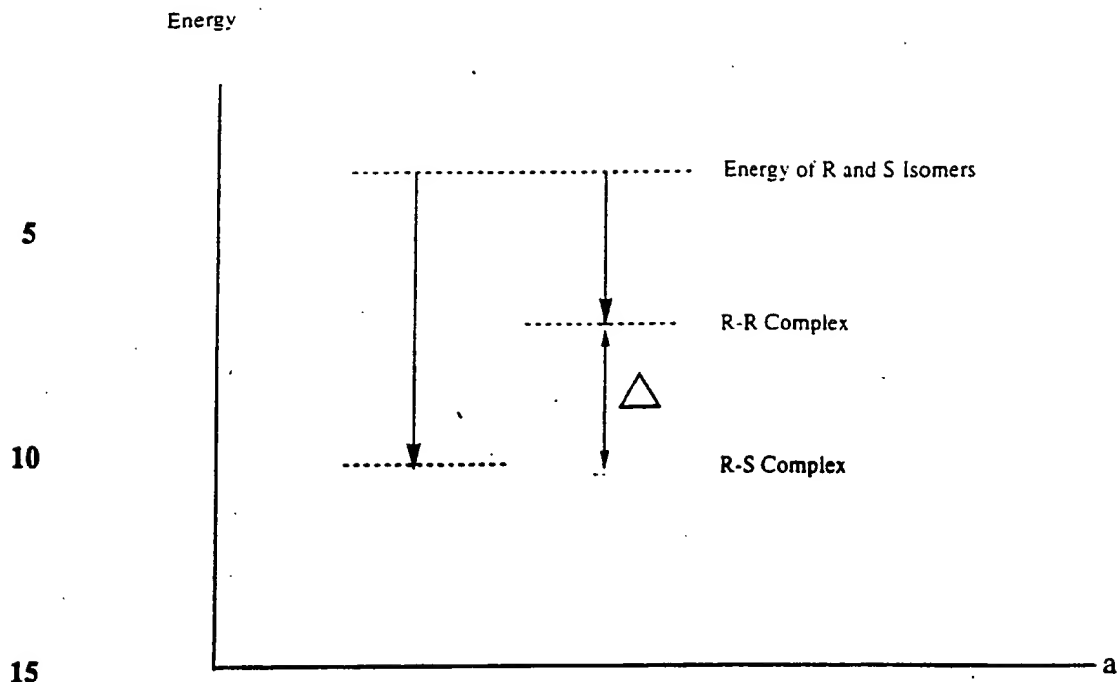 Energy
Energy of R and S Isomers
5
R-R Complex
△
10
R-S Complex
15
a